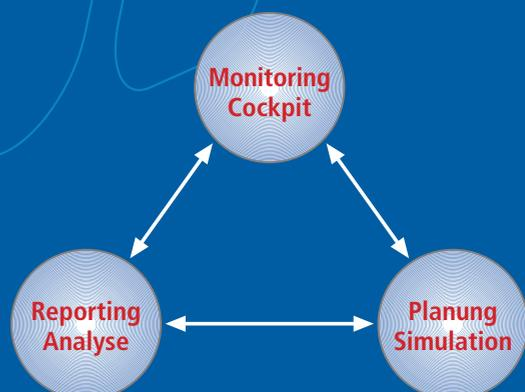 Monitoring
Cockpit
Reporting
Analyse
Planung
Simulation